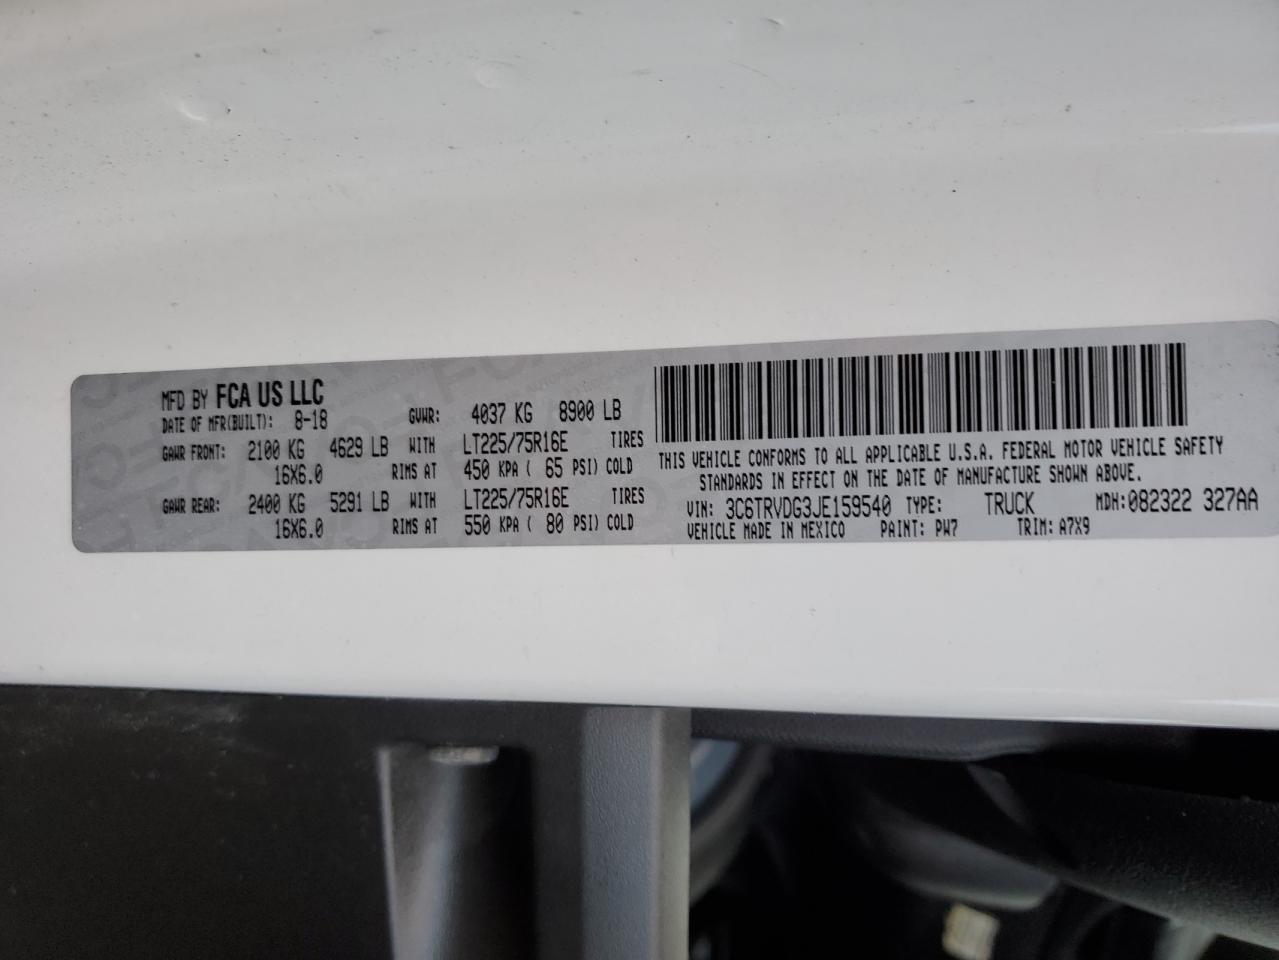 MFD BY FCA US LLC
DATE OF MFR(BUILT): 8-18 GVWR: 4037 KG 8900 LB
GAWR FRONT: 2100 KG 4629 LB WITH LT225/75R16E TIRES
16X6.0 RIMS AT 450 KPA ( 65 PSI) COLD
GAWR REAR: 2400 KG 5291 LB WITH LT225/75R16E TIRES
16X6.0 RIMS AT 550 KPA ( 80 PSI) COLD
THIS VEHICLE CONFORMS TO ALL APPLICABLE U.S.A. FEDERAL MOTOR VEHICLE SAFETY
STANDARDS IN EFFECT ON THE DATE OF MANUFACTURE SHOWN ABOVE.
VIN: 3C6TRVDG3JE159540 TYPE: TRUCK MDH:082322 327AA
VEHICLE MADE IN MEXICO PAINT: PW7 TRIM: A7X9